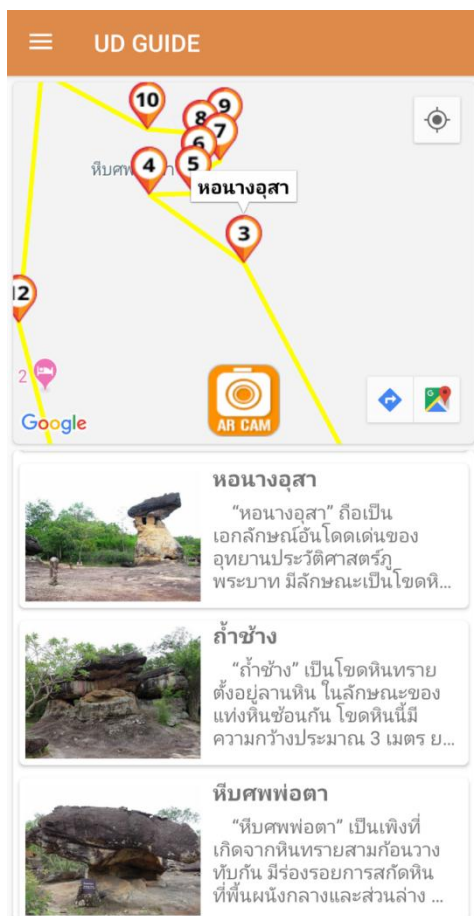 UD GUIDE
10
9
8
7
6
4
5
หอนางอุสา
3
12
2
Google
AR CAM
หอนางอุสา
“หอนางอุสา” ถือเป็น
เอกลักษณ์อันโดดเด่นของ
อุทยานประวัติศาสตร์ภู
พระบาท มีลักษณะเป็นโขดหิ...
ถ้ำช้าง
“ถ้ำช้าง” เป็นโขดหินทราย
ตั้งอยู่ลานหิน ในลักษณะของ
แท่งหินซ้อนกัน โขดหินนี้มี
ความกว้างประมาณ 3 เมตร ย...
หีบศพพ่อตา
“หีบศพพ่อตา” เป็นเพิงที่
เกิดจากหินทรายสามก้อนวาง
ทับกัน มีร่องรอยการสกัดหิน
ที่พื้นผนังกลางและส่วนล่าง ...